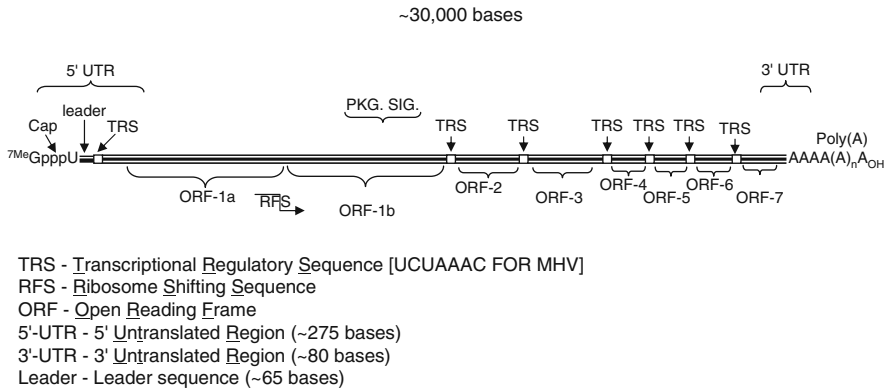 ~30,000 bases
5' UTR
3' UTR
leader
PKG. SIG.
Cap
TRS
TRS
TRS
TRS
TRS
TRS
TRS
Poly(A)
7MeGpppU
AAAA(A)nAOH
ORF-1a
RFS
ORF-1b
ORF-2
ORF-3
ORF-4
ORF-5
ORF-6
ORF-7
TRS - Transcriptional Regulatory Sequence [UCUAAAC FOR MHV]
RFS - Ribosome Shifting Sequence
ORF - Open Reading Frame
5'-UTR - 5' Untranslated Region (~275 bases)
3'-UTR - 3' Untranslated Region (~80 bases)
Leader - Leader sequence (~65 bases)